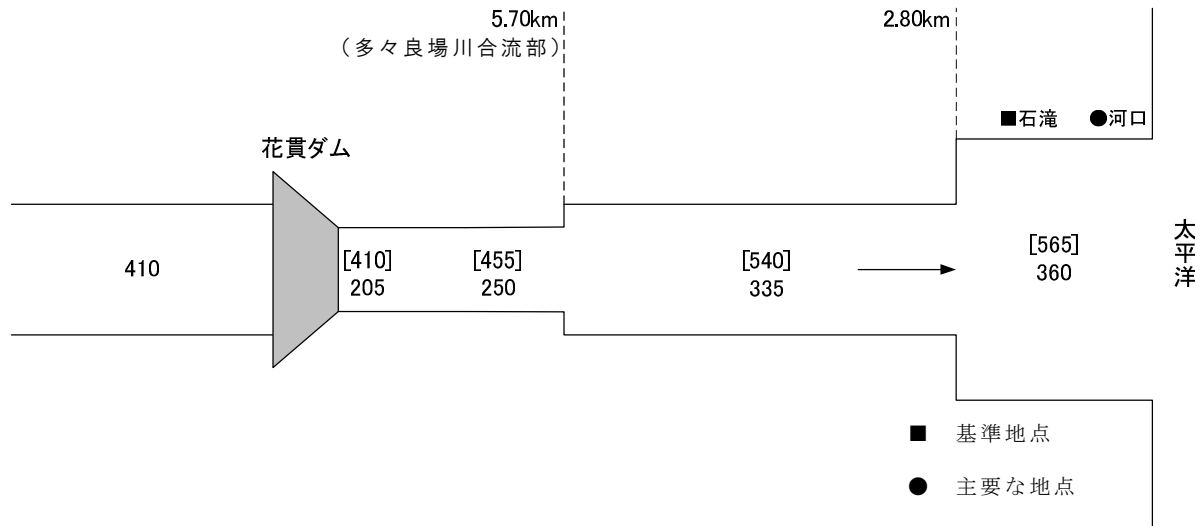 5.70km
(多々良場川合流部)
2.80km
■石滝 ●河口
花貫ダム
410
[410]
205
[455]
250
[540]
335
[565]
360
太平洋
■ 基準地点
● 主要な地点